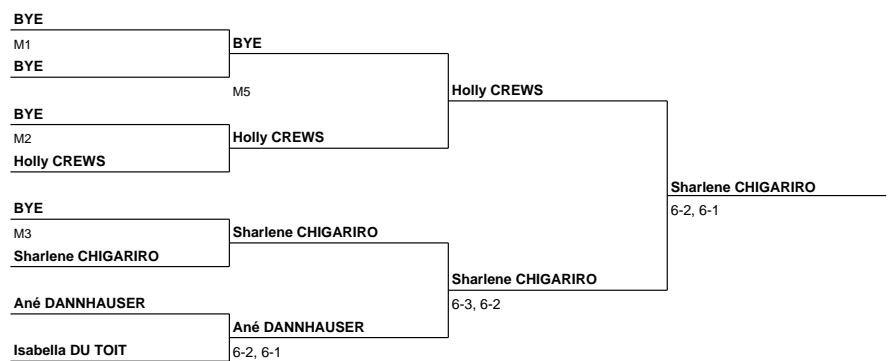 BYE
M1
BYE
BYE
M5
BYE
M2
Holly CREWS
Holly CREWS
Holly CREWS
BYE
M3
Sharlene CHIGARIRO
Sharlene CHIGARIRO
Ané DANNHAUSER
Isabella DU TOIT
Ané DANNHAUSER
6-2, 6-1
Sharlene CHIGARIRO
6-3, 6-2
Sharlene CHIGARIRO
6-2, 6-1